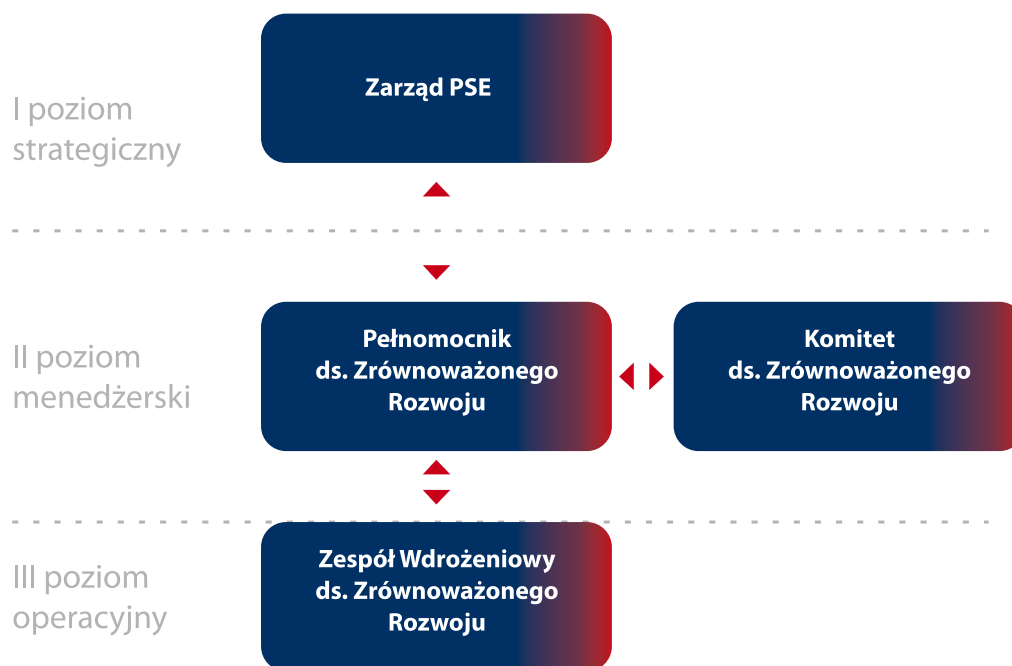 I poziom
strategiczny
Zarząd PSE
II poziom
menedżerski
Pełnomocnik
ds. Zrównoważonego
Rozwoju
Komitet
ds. Zrównoważonego
Rozwoju
III poziom
operacyjny
Zespół Wdrożeniowy
ds. Zrównoważonego
Rozwoju